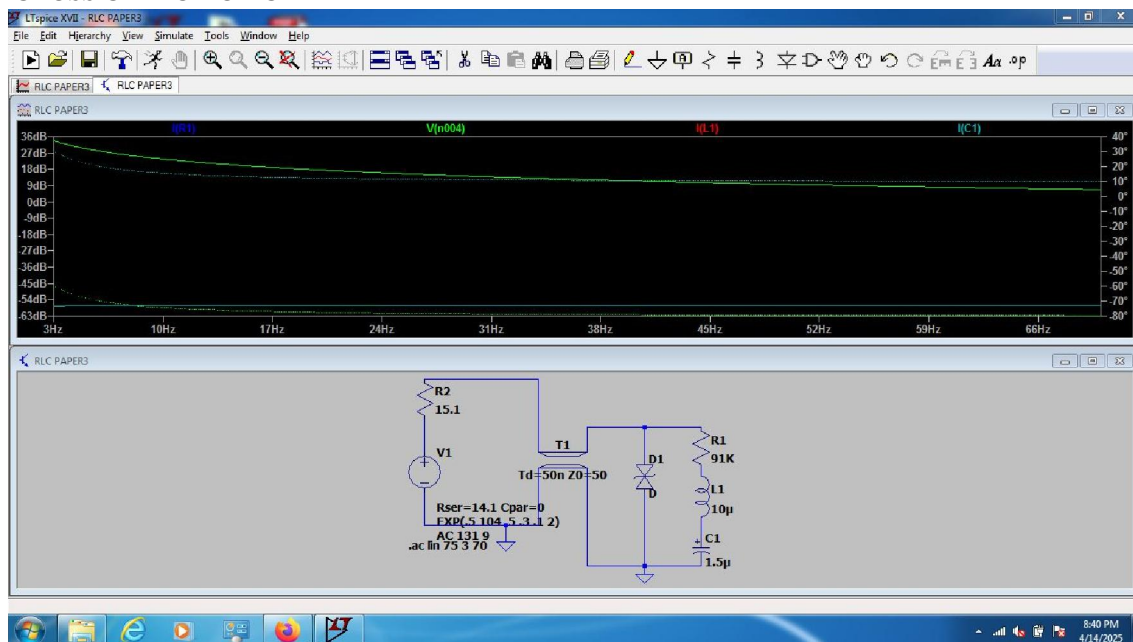 LTspice XVII - RLC PAPER3
File Edit Hierarchy View Simulate Tools Window Help
Aa .op
RLC PAPER3 RLC PAPER3
RLC PAPER3
I(R1) V(n004) I(L1) I(C1)
36dB 40°
27dB 30°
18dB 20°
9dB 10°
0dB 0°
-9dB -10°
-18dB -20°
-27dB -30°
-36dB -40°
-45dB -50°
-54dB -60°
-63dB -70°
-80°
3Hz 10Hz 17Hz 24Hz 31Hz 38Hz 45Hz 52Hz 59Hz 66Hz
RLC PAPER3
R2
15.1
V1
T1
Td=50n Z0=50
D1
D
R1
91K
L1
10µ
C1
1.5µ
Rser=14.1 Cpar=0
EXP(.5 104 .5 .3 .1 2)
AC 131 9
.ac lin 75 3 70
8:40 PM
4/14/2025